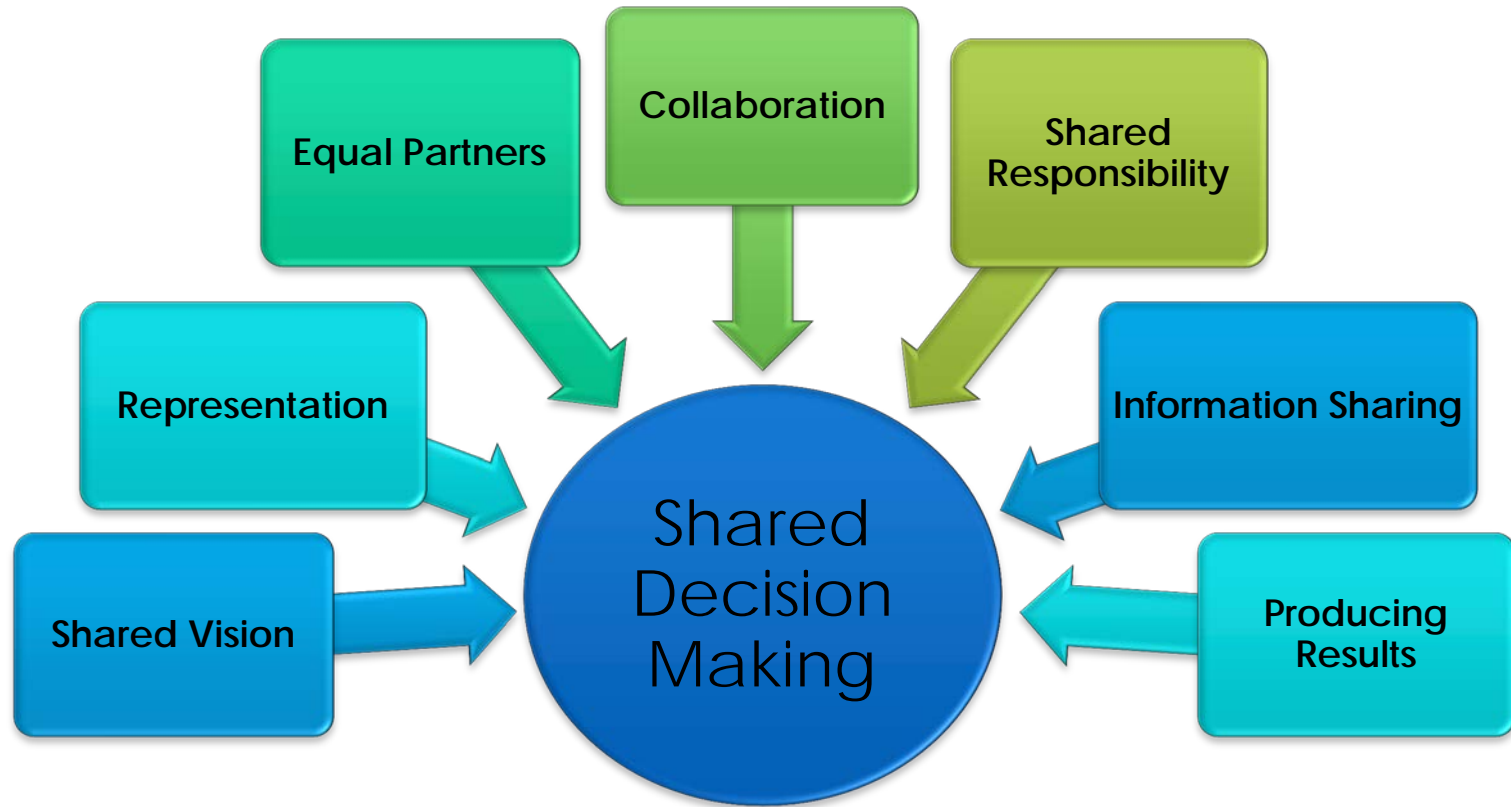 Shared Vision
Representation
Equal Partners
Collaboration
Shared
Responsibility
Information Sharing
Producing
Results
Shared
Decision
Making